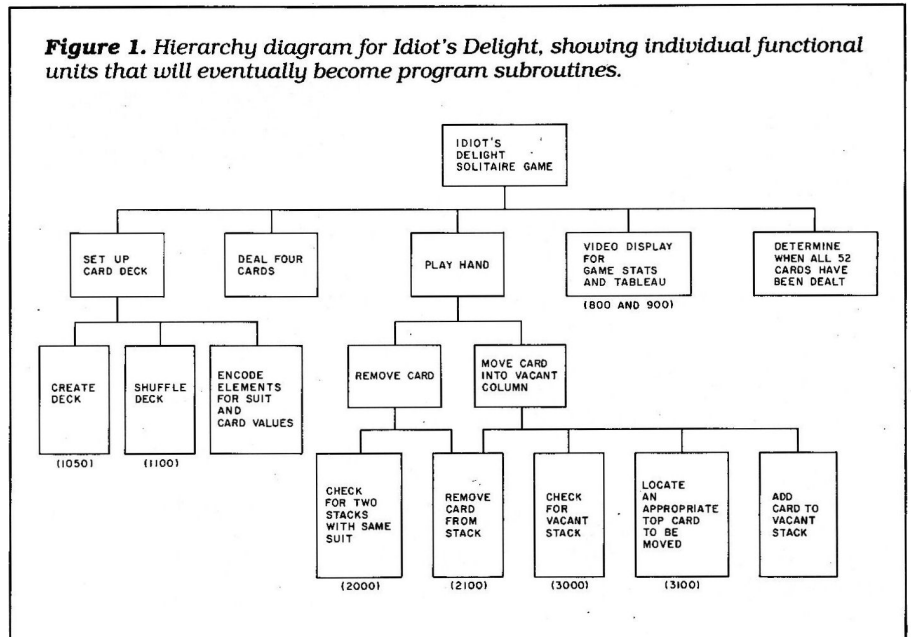 Figure 1. Hierarchy diagram for Idiot's Delight, showing individual functional
units that will eventually become program subroutines.
IDIOT'S
DELIGHT
SOLITAIRE GAME
SET UP
CARD DECK
DEAL FOUR
CARDS
PLAY HAND
VIDEO DISPLAY
FOR
GAME STATS
AND TABLEAU
(800 AND 900)
DETERMINE
WHEN ALL 52
CARDS HAVE
BEEN DEALT
CREATE
DECK
(1050)
SHUFFLE
DECK
(1100)
ENCODE
ELEMENTS
FOR SUIT
AND
CARD VALUES
REMOVE CARD
MOVE CARD
INTO VACANT
COLUMN
CHECK
FOR TWO
STACKS
WITH SAME
SUIT
(2000)
REMOVE
CARD
FROM
STACK
(2100)
CHECK
FOR
VACANT
STACK
(3000)
LOCATE
AN
APPROPRIATE
TOP CARD
TO BE
MOVED
(3100)
ADD
CARD TO
VACANT
STACK